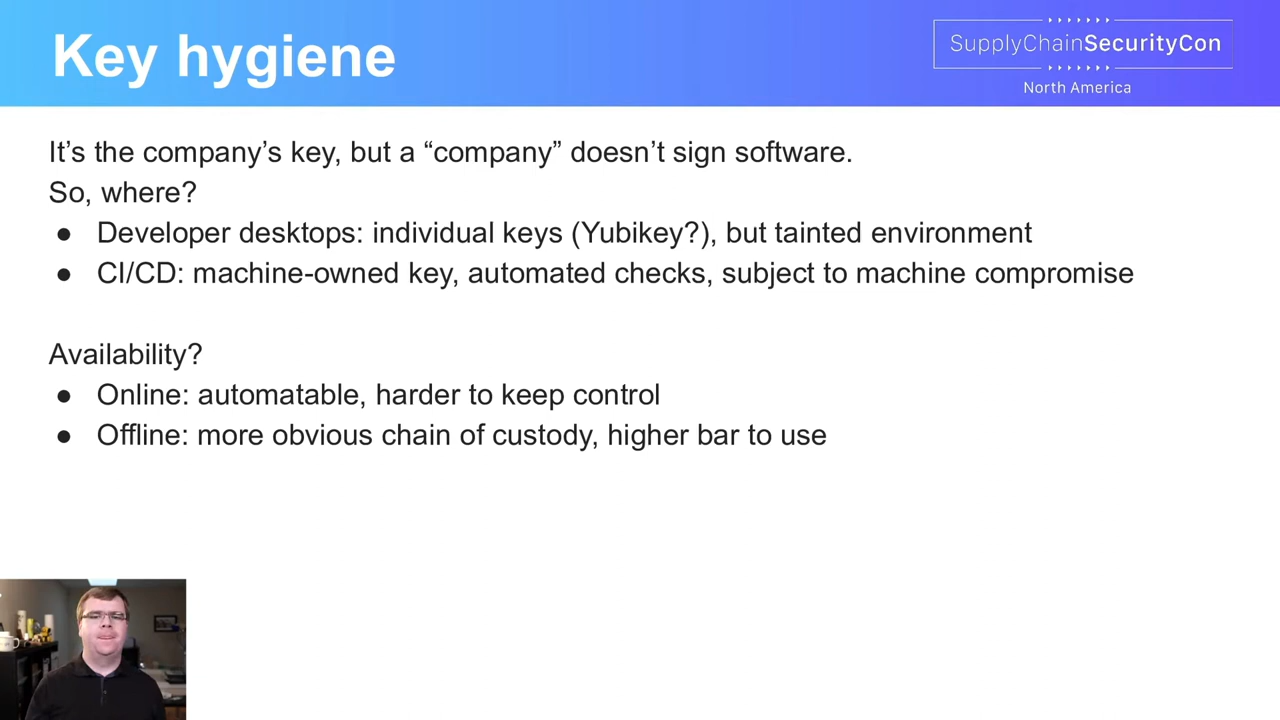 Key hygiene
SupplyChainSecurityCon
North America
It’s the company’s key, but a “company” doesn’t sign software.
So, where?
● Developer desktops: individual keys (Yubikey?), but tainted environment
● CI/CD: machine-owned key, automated checks, subject to machine compromise
Availability?
● Online: automatable, harder to keep control
● Offline: more obvious chain of custody, higher bar to use